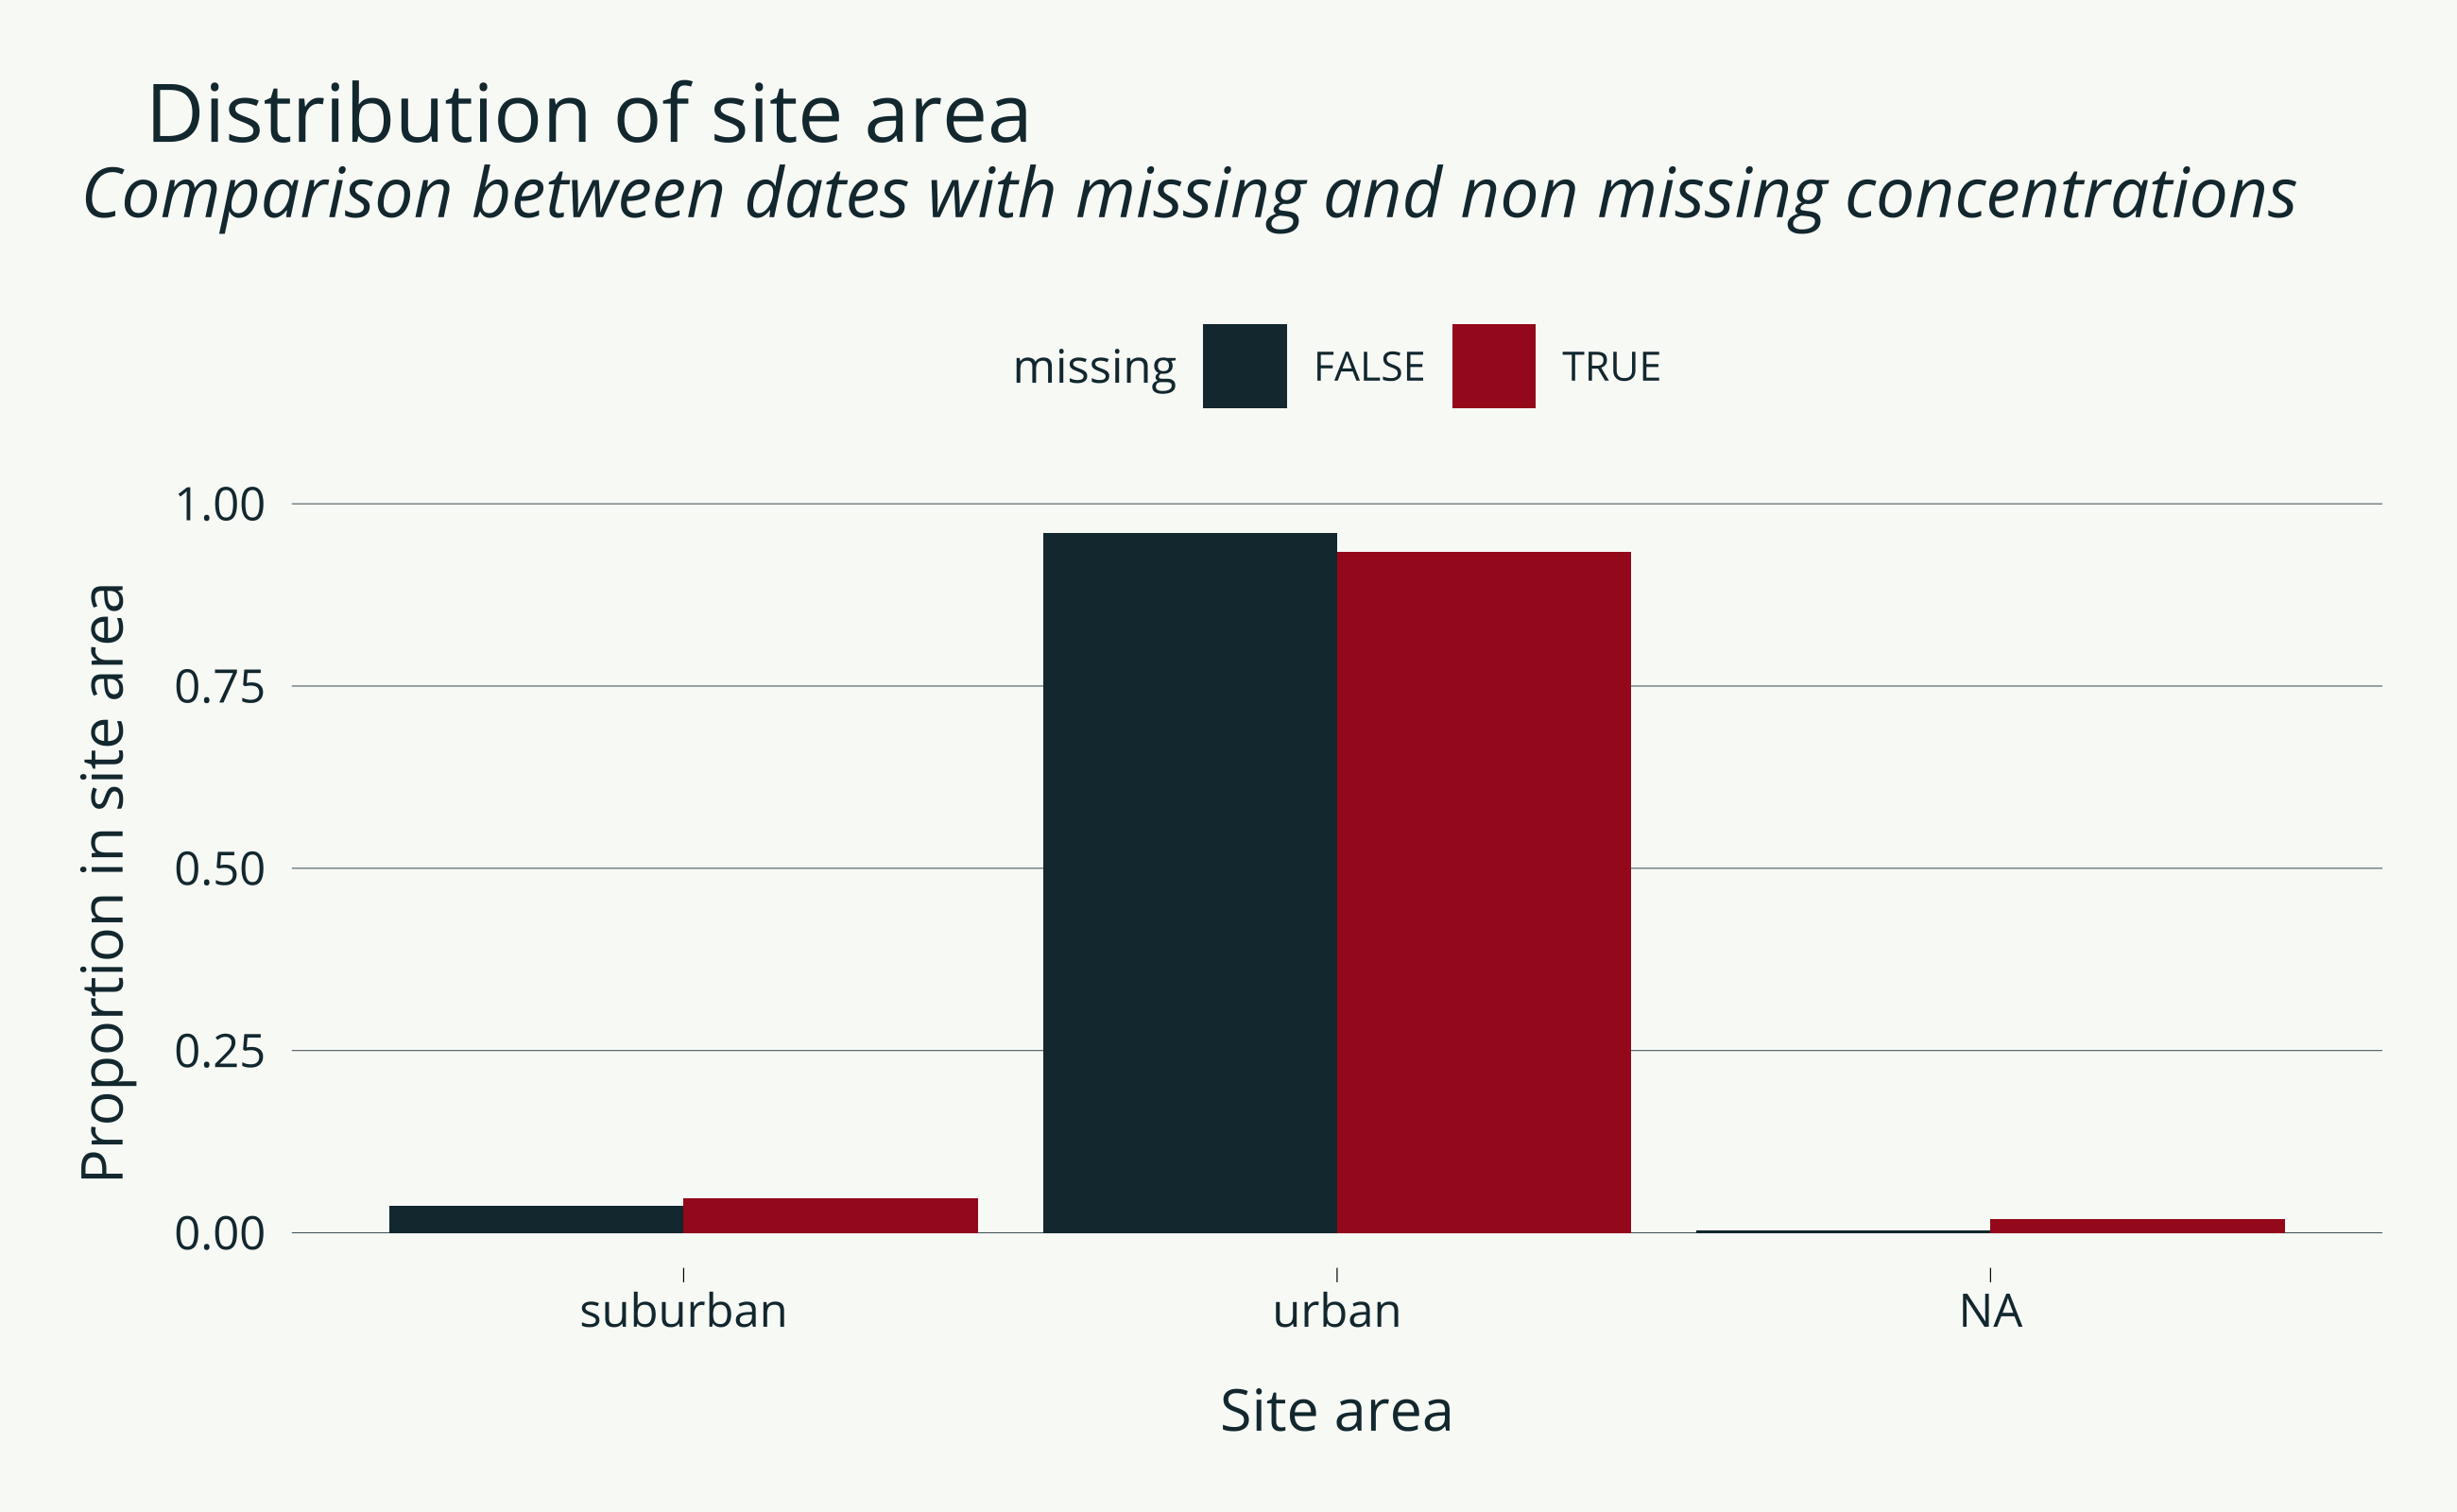 Distribution of site area
Comparison between dates with missing and non missing concentrations
missing FALSE TRUE
Proportion in site area
1.00
0.75
0.50
0.25
0.00
suburban urban NA
Site area